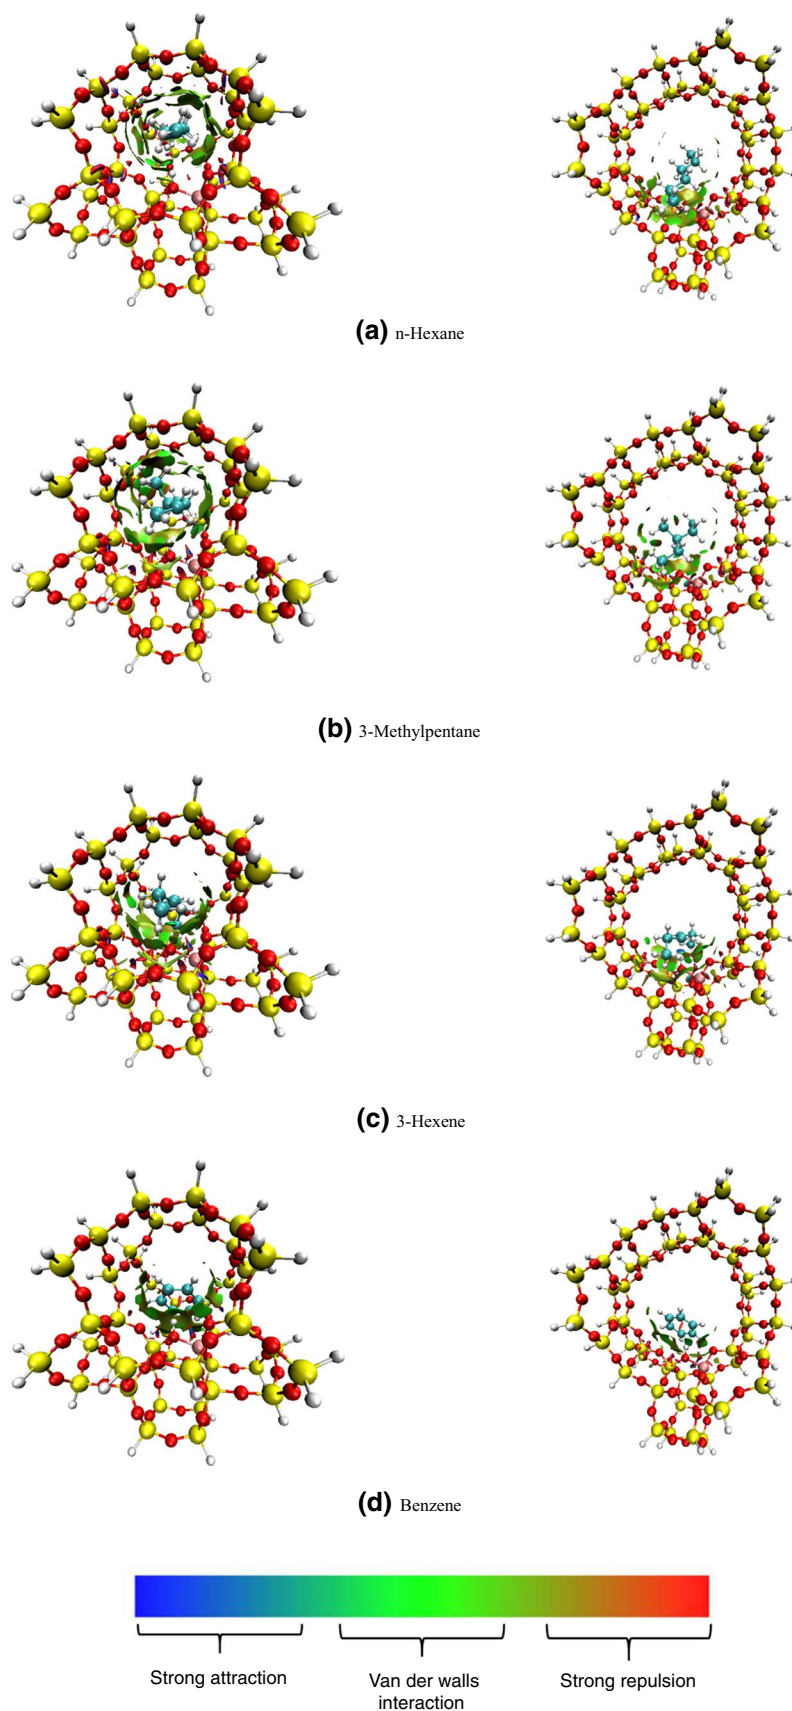 (a) n-Hexane
(b) 3-Methylpentane
(c) 3-Hexene
(d) Benzene
Strong attraction
Van der walls
interaction
Strong repulsion